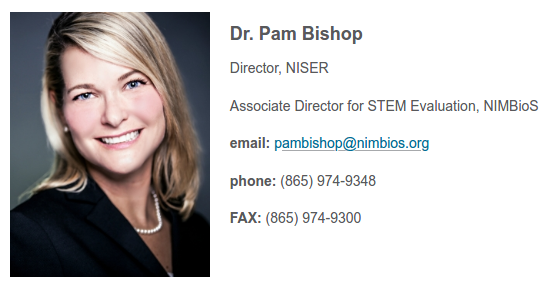 Dr. Pam Bishop
Director, NISER
Associate Director for STEM Evaluation, NIMBioS
email: pambishop@nimbios.org
phone: (865) 974-9348
FAX: (865) 974-9300